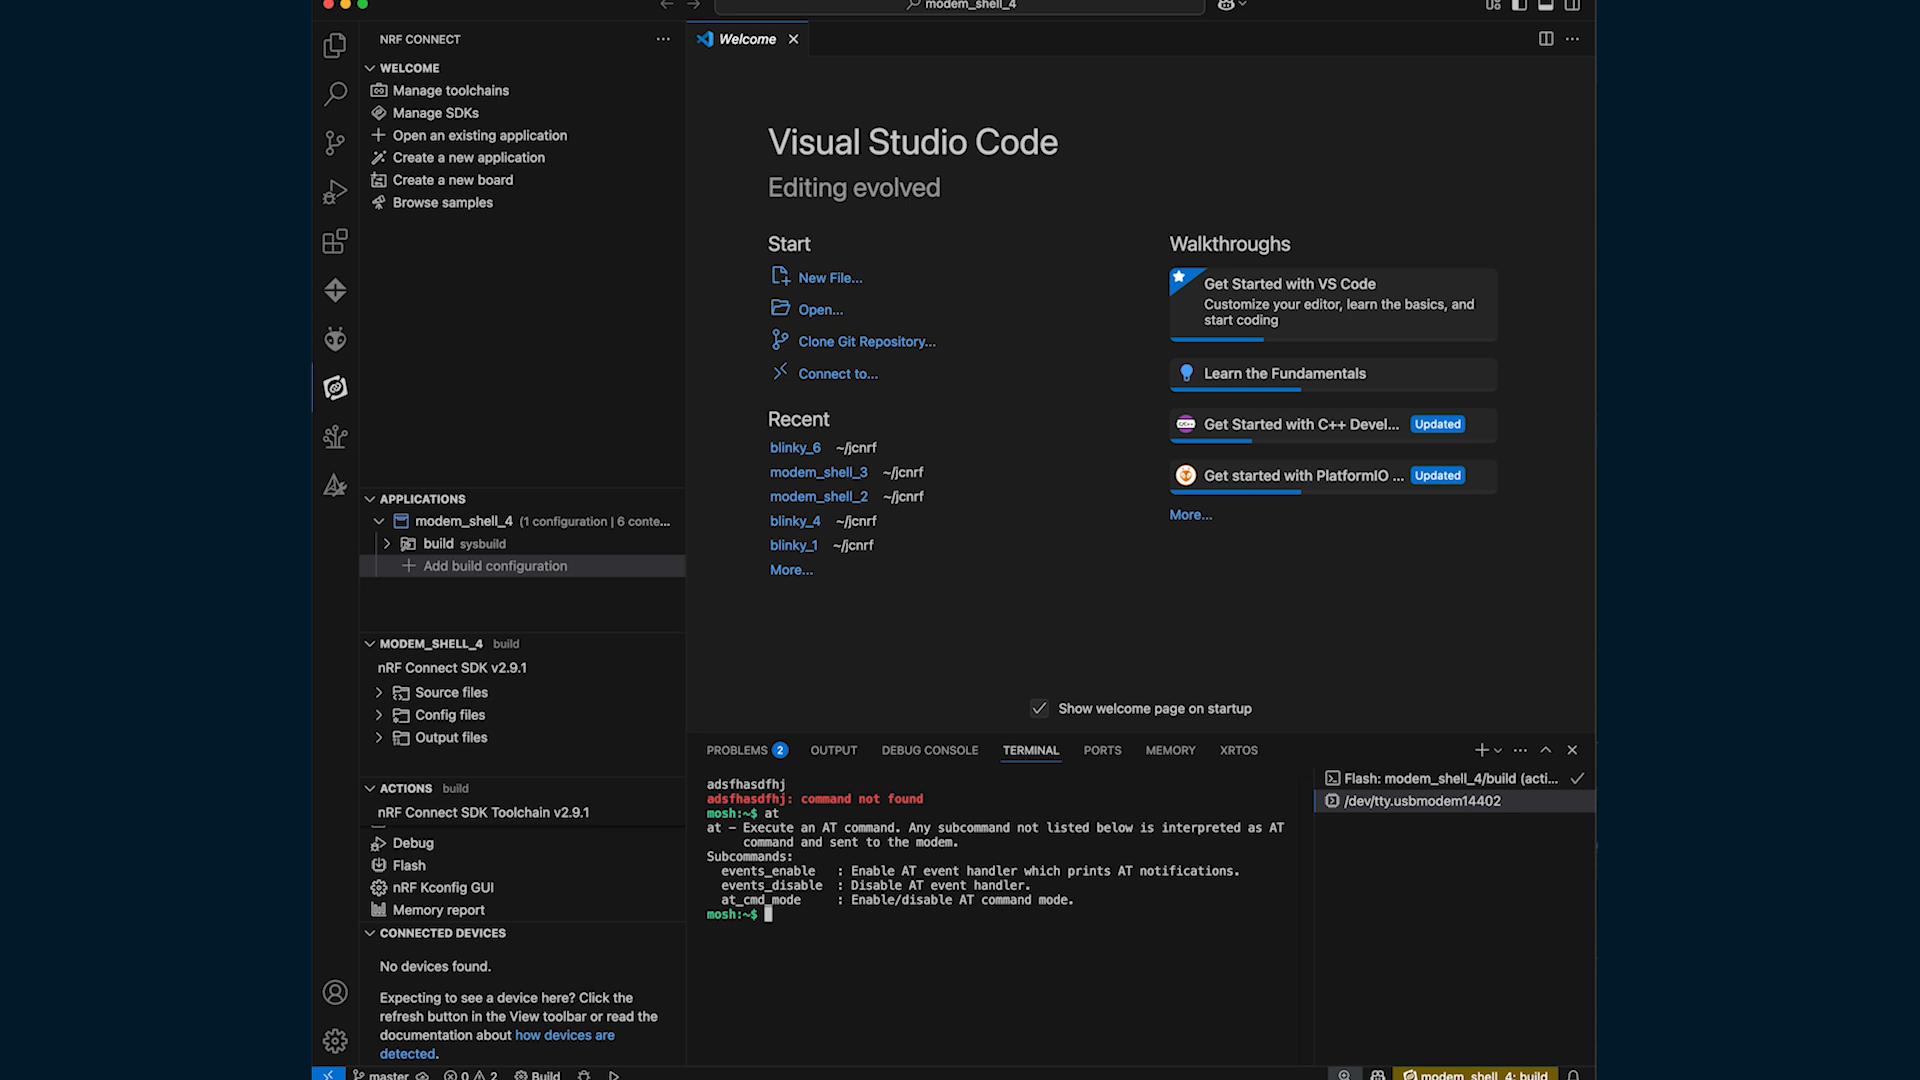 modem_shell_4
NRF CONNECT
WELCOME
Manage toolchains
Manage SDKs
Open an existing application
Create a new application
Create a new board
Browse samples
APPLICATIONS
modem_shell_4 (1 configuration | 6 conte...
build sysbuild
Add build configuration
MODEM_SHELL_4 build
nRF Connect SDK v2.9.1
Source files
Config files
Output files
ACTIONS build
nRF Connect SDK Toolchain v2.9.1
Debug
Flash
nRF Kconfig GUI
Memory report
CONNECTED DEVICES
No devices found.
Expecting to see a device here? Click the
refresh button in the View toolbar or read the
documentation about how devices are
detected.
Welcome
Visual Studio Code
Editing evolved
Start
New File...
Open...
Clone Git Repository...
Connect to...
Recent
blinky_6 ~/jcnrf
modem_shell_3 ~/jcnrf
modem_shell_2 ~/jcnrf
blinky_4 ~/jcnrf
blinky_1 ~/jcnrf
More...
Walkthroughs
Get Started with VS Code
Customize your editor, learn the basics, and
start coding
Learn the Fundamentals
Get Started with C++ Devel... Updated
Get started with PlatformIO ... Updated
More...
Show welcome page on startup
PROBLEMS 2 OUTPUT DEBUG CONSOLE TERMINAL PORTS MEMORY XRTOS
adsfhasdfhj
adsfhasdfhj: command not found
mosh:~$ at
at - Execute an AT command. Any subcommand not listed below is interpreted as AT
command and sent to the modem.
Subcommands:
events_enable : Enable AT event handler which prints AT notifications.
events_disable : Disable AT event handler.
at_cmd_mode : Enable/disable AT command mode.
mosh:~$
Flash: modem_shell_4/build (acti...
/dev/tty.usbmodem14402
master 0 2 Build
modem_shell_4: build